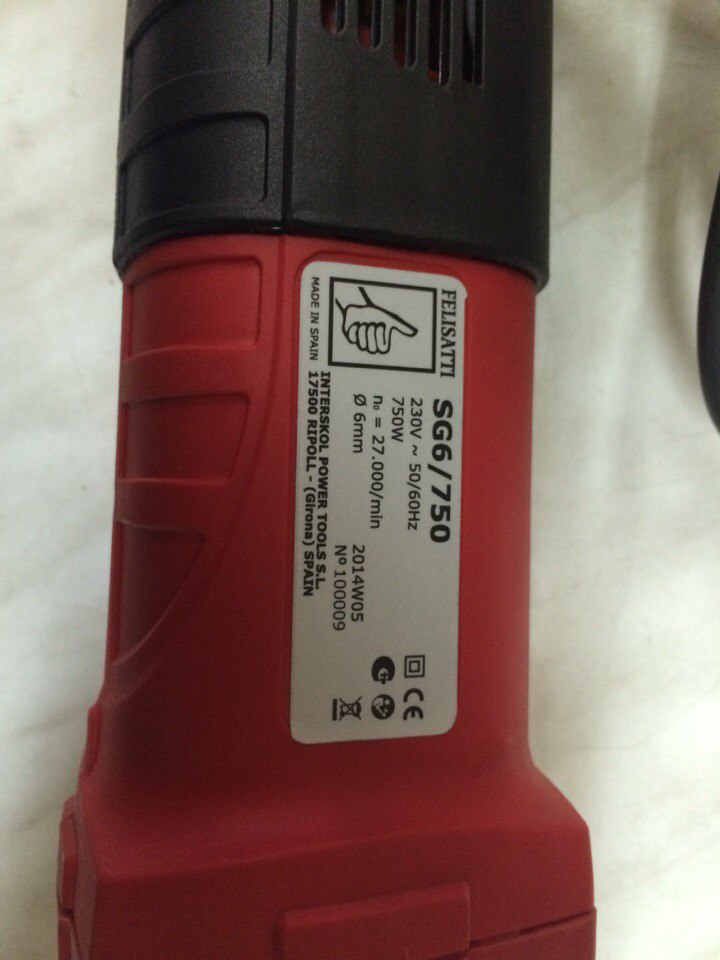 FELISATTI
MADE IN SPAIN
SG6/750
230V ~ 50/60Hz
750W
n₀ = 27.000/min
Ø 6mm
2014W05
Nº 100009
INTERSKOL POWER TOOLS S.L.
17500 RIPOLL - (Girona) SPAIN
CE